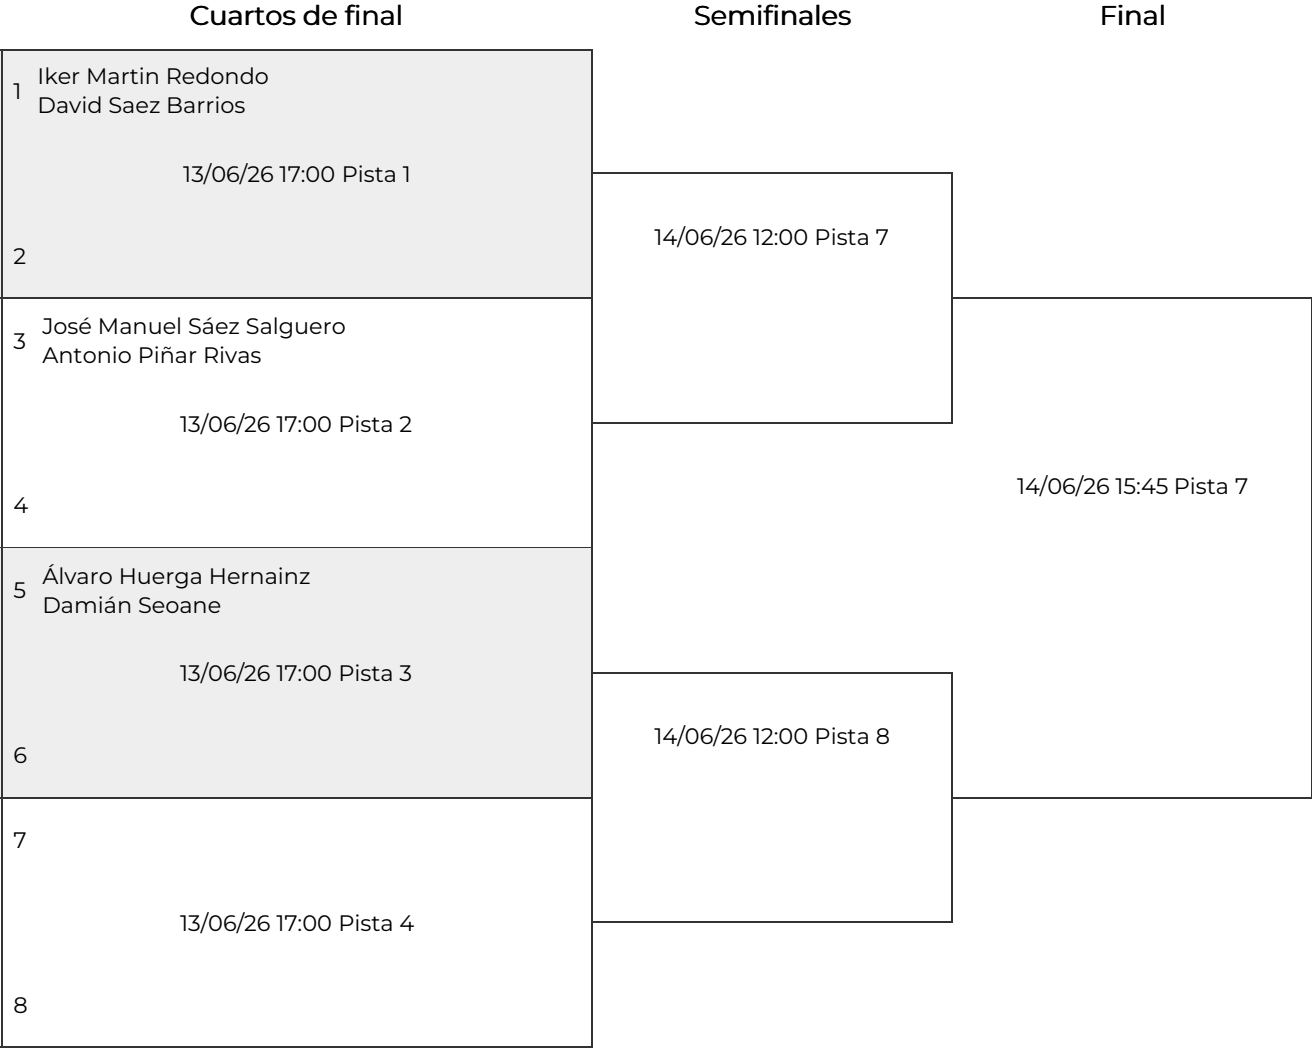 Cuartos de final
Semifinales
Final
1
Iker Martin Redondo
David Saez Barrios
13/06/26 17:00 Pista 1
2
3
José Manuel Sáez Salguero
Antonio Piñar Rivas
13/06/26 17:00 Pista 2
4
5
Álvaro Huerga Hernainz
Damián Seoane
13/06/26 17:00 Pista 3
6
7
13/06/26 17:00 Pista 4
8
14/06/26 12:00 Pista 7
14/06/26 12:00 Pista 8
14/06/26 15:45 Pista 7